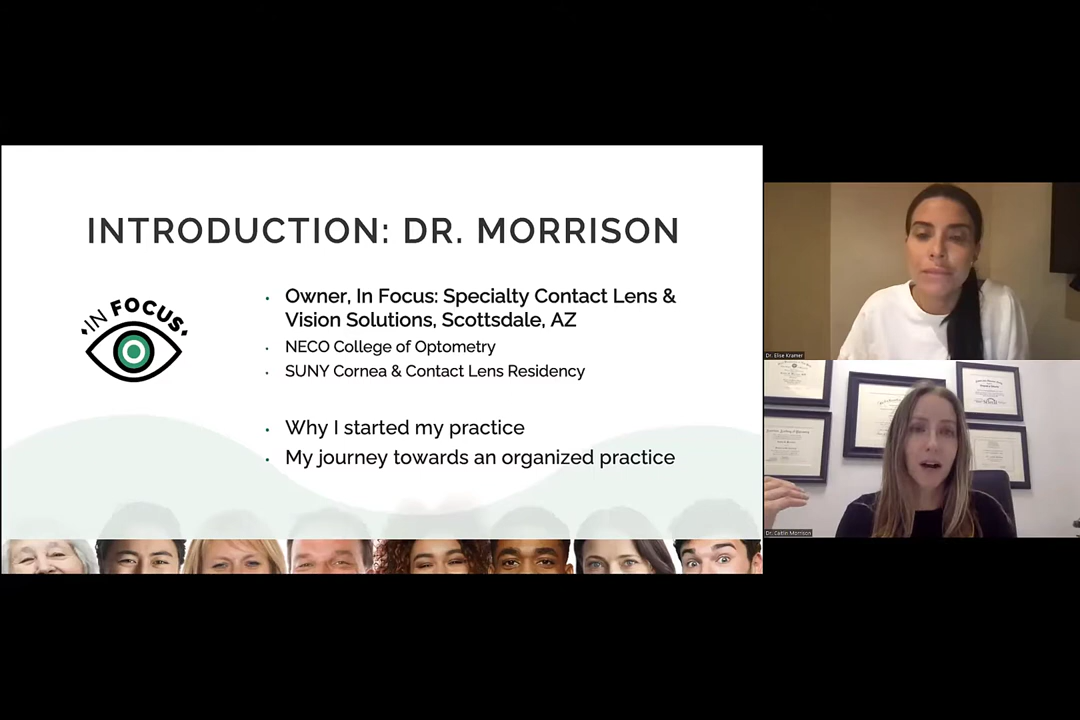 INTRODUCTION: DR. MORRISON
IN FOCUS
• Owner, In Focus: Specialty Contact Lens &
Vision Solutions, Scottsdale, AZ
• NECO College of Optometry
• SUNY Cornea & Contact Lens Residency
• Why I started my practice
• My journey towards an organized practice
Dr. Elise Kramer
Dr. Caitlin Morrison